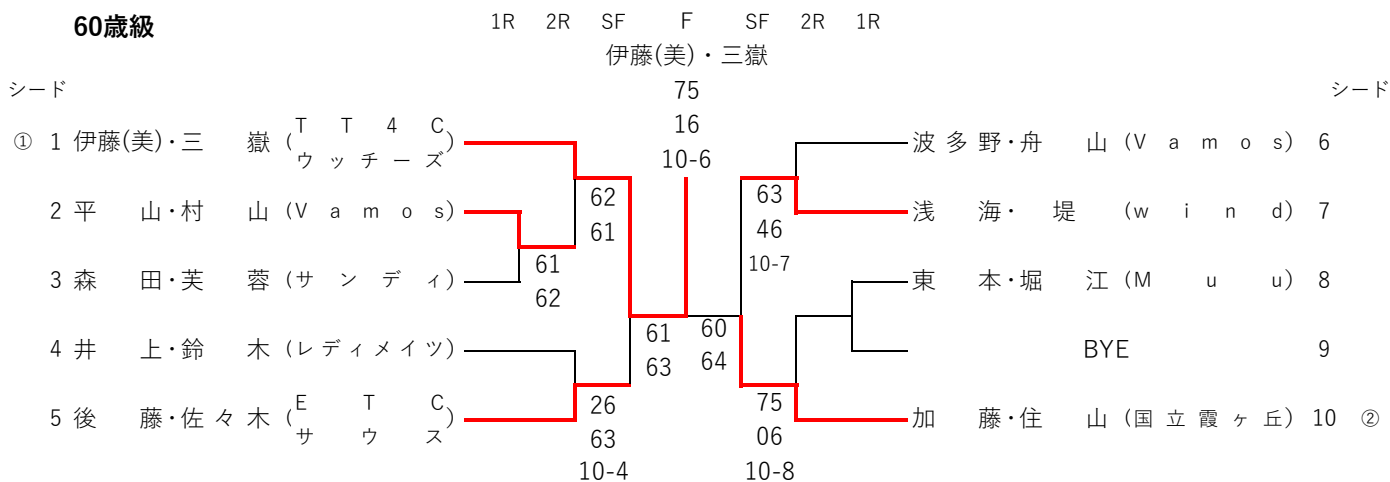 60歳級
1R 2R SF F SF 2R 1R
伊藤(美)・三嶽
シード
シード
75
16
10-6
① 1 伊藤(美)・三 嶽 (TT4C ウッチーズ)
2 平 山・村 山 (Vamos)
3 森 田・芙 蓉 (サンディ)
4 井 上・鈴 木 (レディメイツ)
5 後 藤・佐々木 (ETC サウス)
62
61
61
62
26
63
10-4
61
63
60
64
63
46
10-7
75
06
10-8
波多野・舟 山 (Vamos) 6
浅 海・ 堤 (wind) 7
東 本・堀 江 (Muu) 8
BYE 9
加 藤・住 山 (国立霞ヶ丘) 10 ②